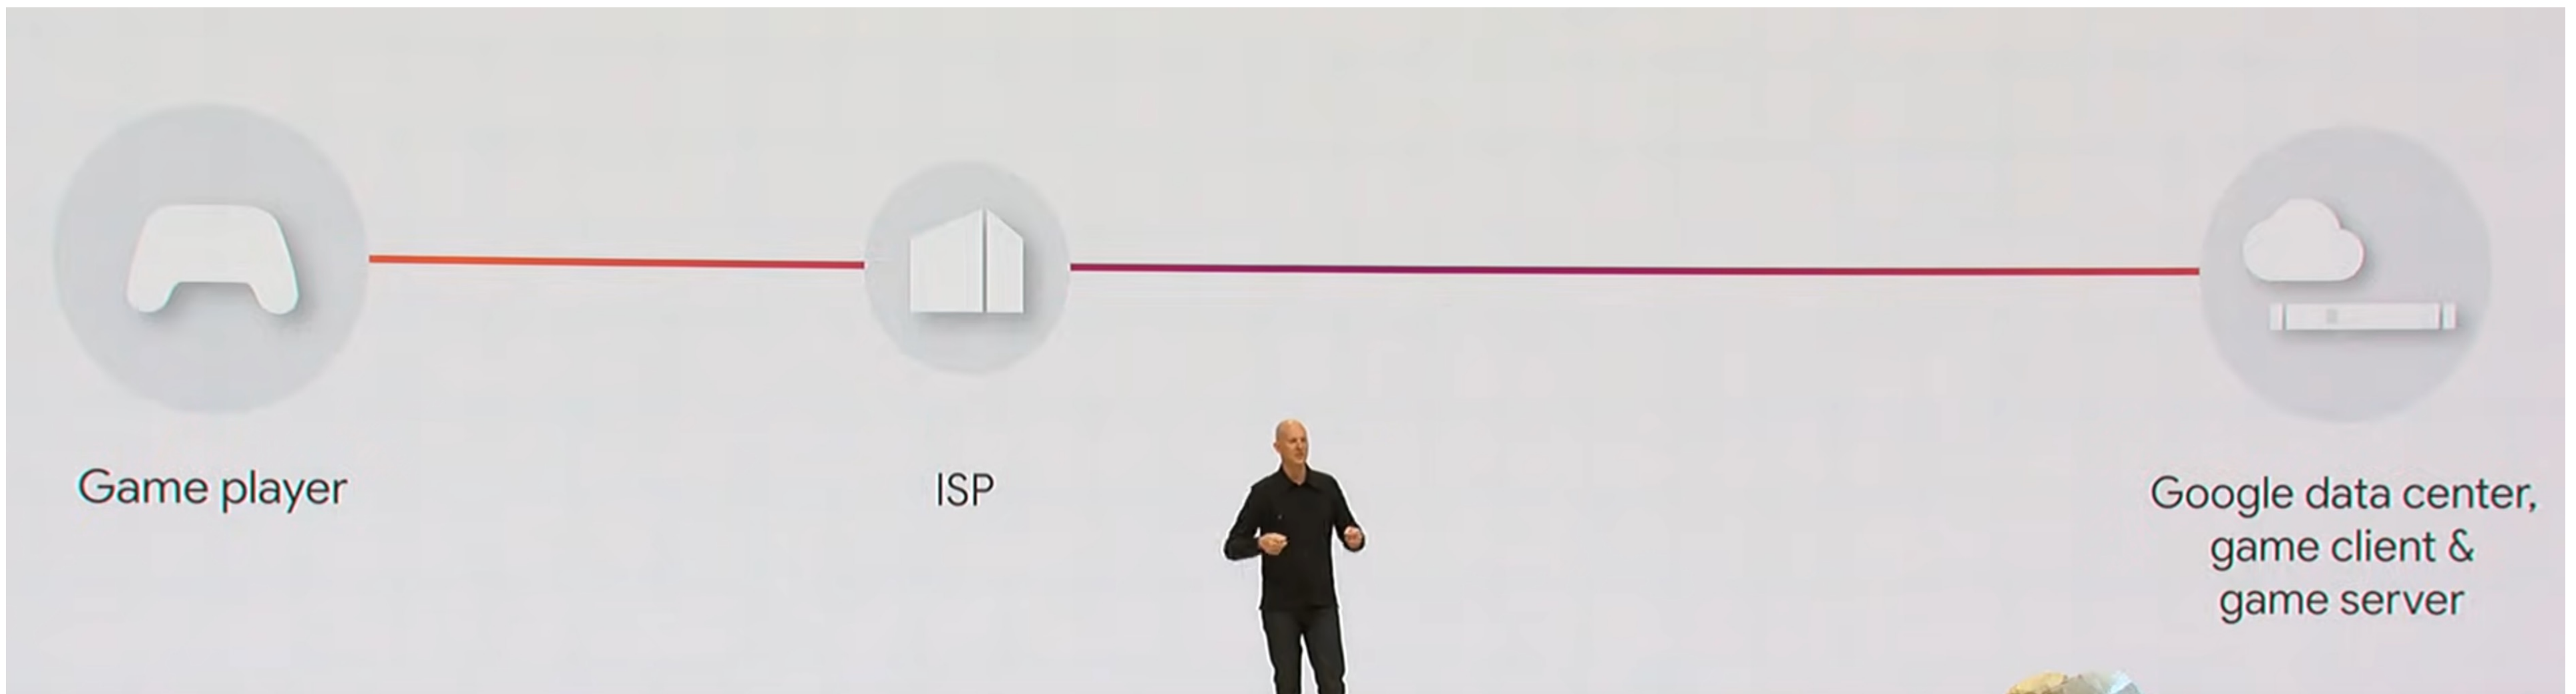 Game player
ISP
Google data center,
game client &
game server